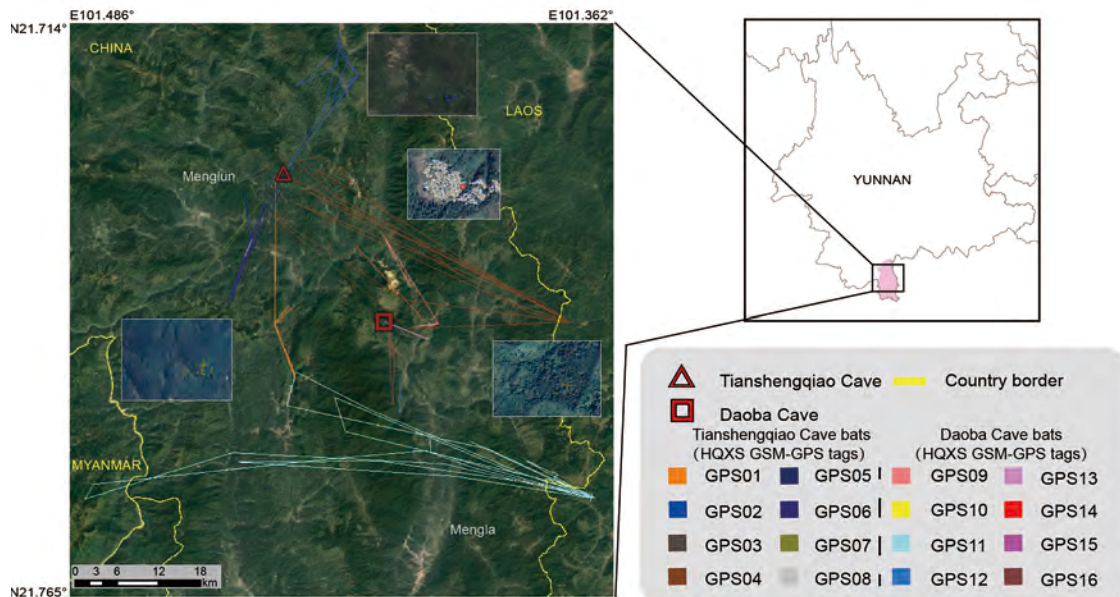 E101.486°
E101.362°
N21.714°
CHINA
LAOS
Menglun
YUNNAN
MYANMAR
Mengla
0 3 6 12 18
km
N21.765°
Tianshengqiao Cave
Country border
Daoba Cave
Tianshengqiao Cave bats
(HQXS GSM-GPS tags)
Daoba Cave bats
(HQXS GSM-GPS tags)
GPS01 GPS05 GPS09 GPS13
GPS02 GPS06 GPS10 GPS14
GPS03 GPS07 GPS11 GPS15
GPS04 GPS08 GPS12 GPS16